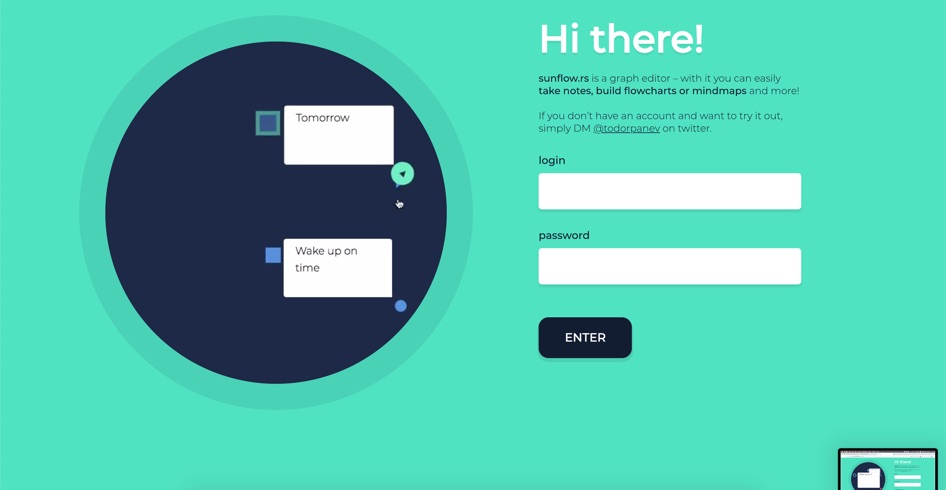 Tomorrow
Wake up on
time
Hi there!
sunflow.rs is a graph editor – with it you can easily
take notes, build flowcharts or mindmaps and more!
If you don't have an account and want to try it out,
simply DM @todorpanev on twitter.
login
password
ENTER